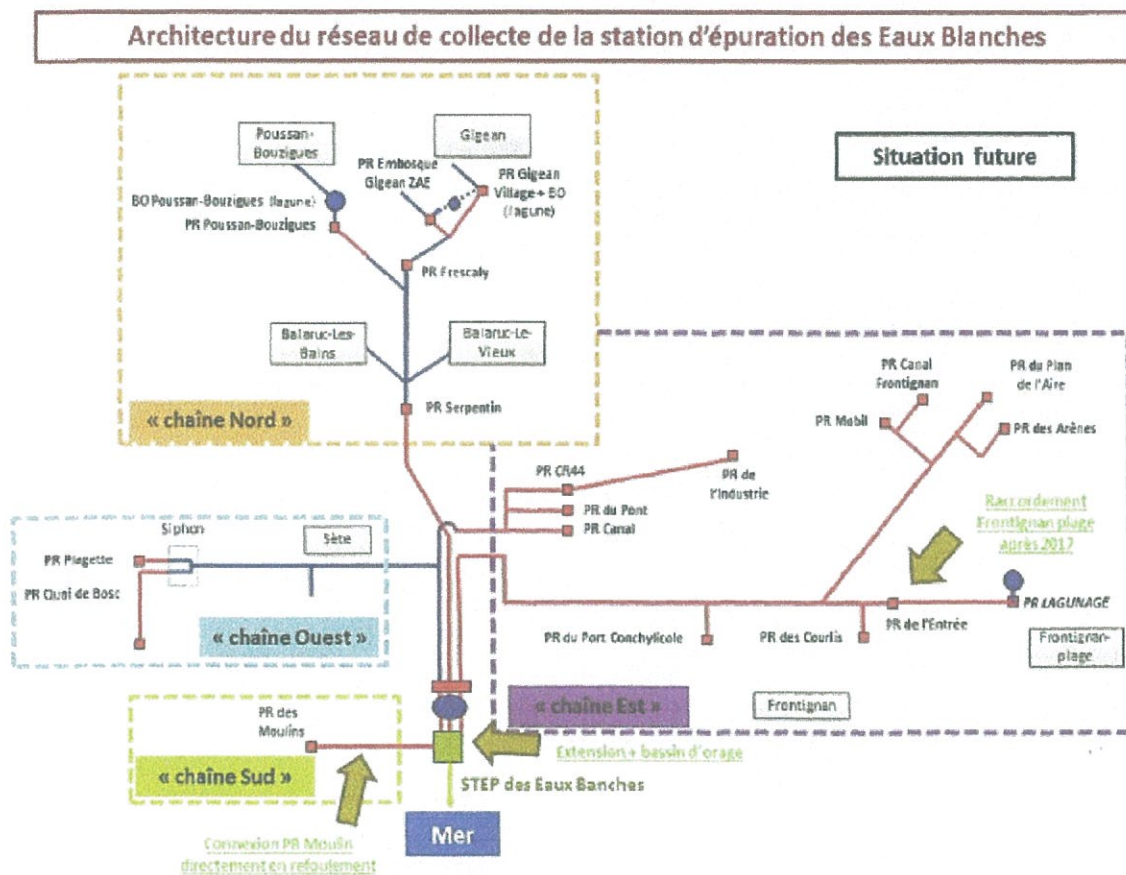 Architecture du réseau de collecte de la station d'épuration des Eaux Blanches
Situation future
Poussan-
Bouzigues
Gigean
PR Embosque
Gigean ZAE
PR Gigean
Village + BO
(lagune)
BO Poussan-Bouzigues (lagune)
PR Poussan-Bouzigues
PR Frescaly
Balaruc-Les-
Bains
Balaruc-Le-
Vieux
PR Serpentin
« chaîne Nord »
PR Canal
Frontignan
PR du Plan
de l'Aire
PR Mobil
PR des Arènes
PR CR44
PR de
l'Industrie
PR du Pont
PR Canal
Raccordement
Frontignan plage
après 2017
Siphon
Sète
PR Plagette
PR Quai de Bosc
« chaîne Ouest »
PR LAGUNAGE
PR de l'Entrée
PR du Port Conchylicole
PR des Courlis
Frontignan-
plage
« chaîne Est »
Frontignan
PR des
Moulins
Extension + bassin d'orage
« chaîne Sud »
STEP des Eaux Banches
Mer
Connexion PR Moulin
directement en refoulement